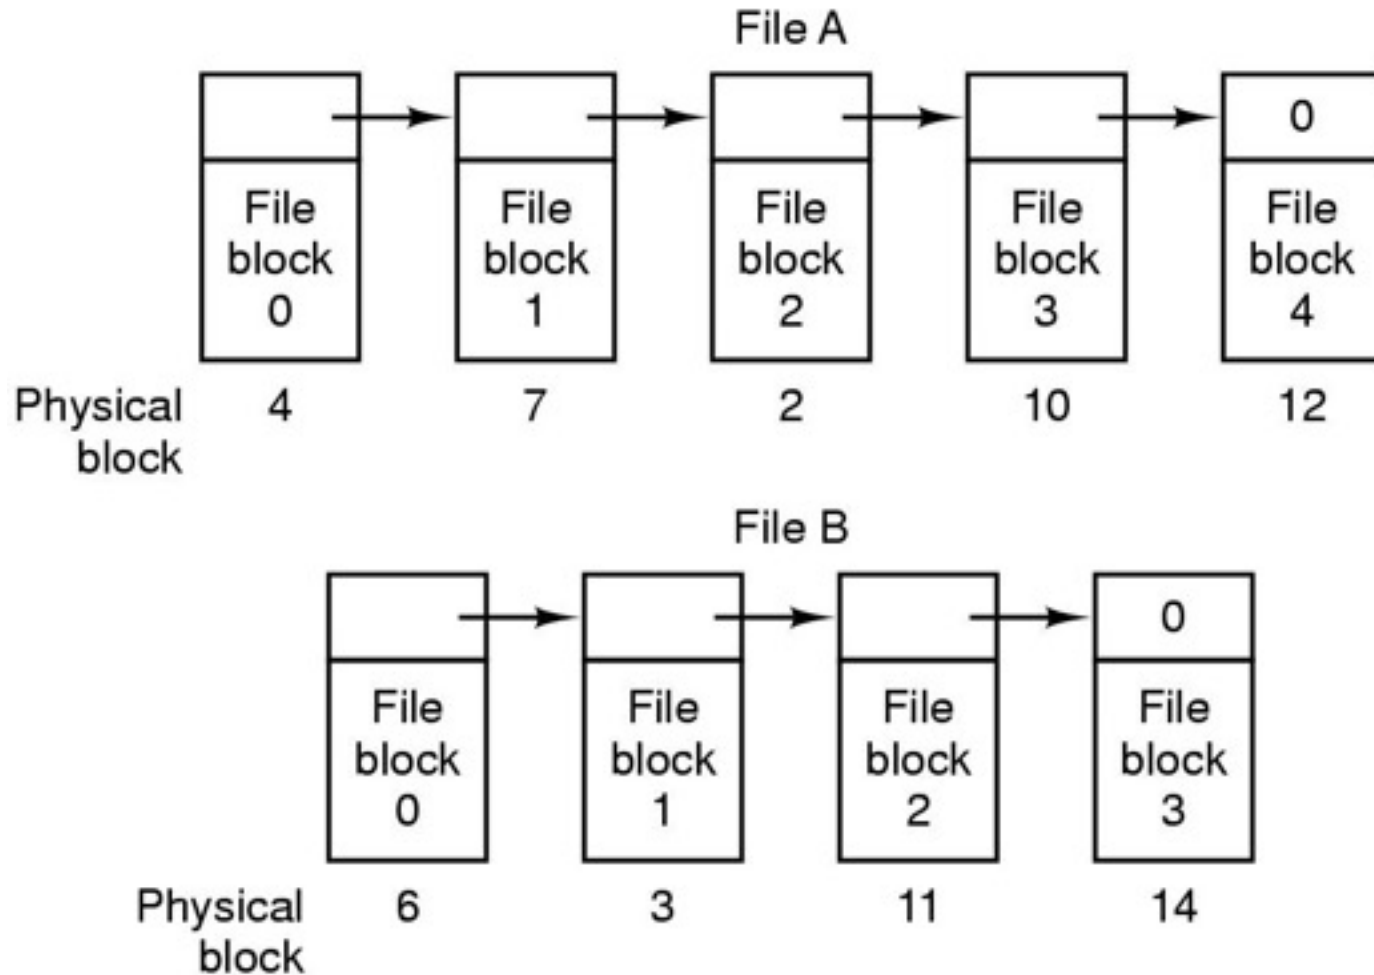 File A
0
File File File File File
block block block block block
0 1 2 3 4
Physical 4 7 2 10 12
block
File B
0
File File File File
block block block block
0 1 2 3
Physical 6 3 11 14
block